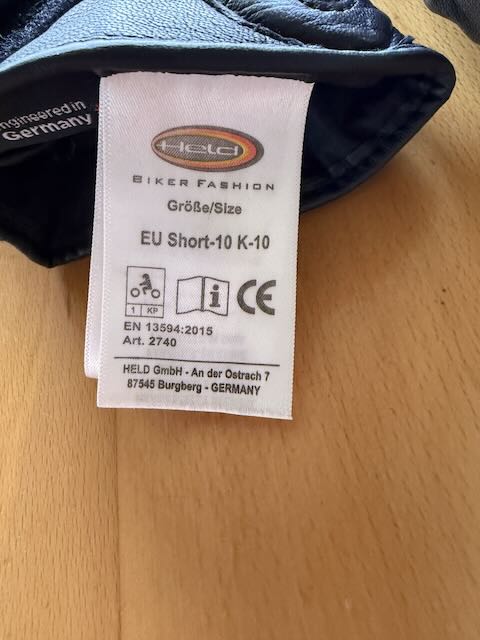 ngineered in
Germany
Held
BIKER FASHION
Größe/Size
EU Short-10 K-10
1 KP
i
CE
EN 13594:2015
Art. 2740
HELD GmbH - An der Ostrach 7
87545 Burgberg - GERMANY